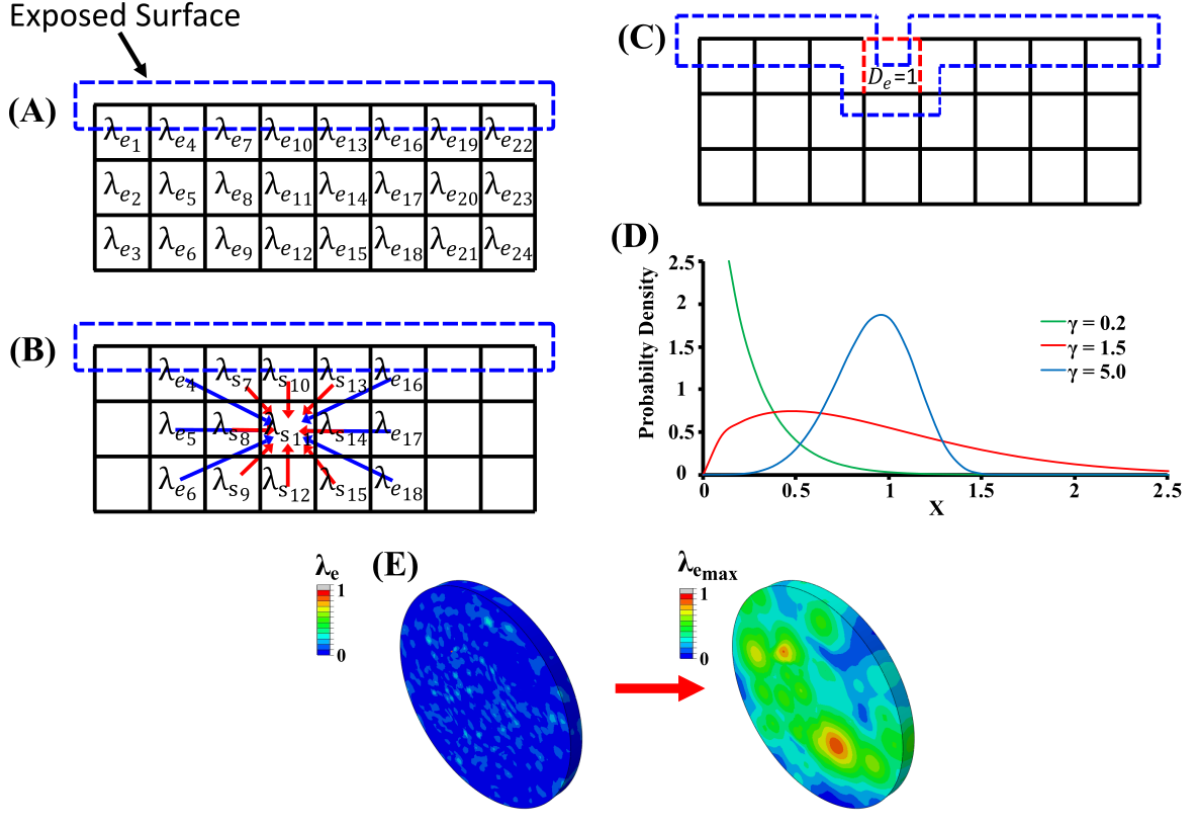 Exposed Surface
(A)
λe1 λe4 λe7 λe10 λe13 λe16 λe19 λe22
λe2 λe5 λe8 λe11 λe14 λe17 λe20 λe23
λe3 λe6 λe9 λe12 λe15 λe18 λe21 λe24
(B)
λe4 λs7 λs10 λs13 λe16
λe5 λs8 λs1 λs14 λe17
λe6 λs9 λs12 λs15 λe18
(C)
De=1
(D)
Probabilty Density
2.5
2
1.5
1
0.5
0
0 0.5 1 1.5 2 2.5
X
γ = 0.2
γ = 1.5
γ = 5.0
(E)
λe
1
0
λemax
1
0